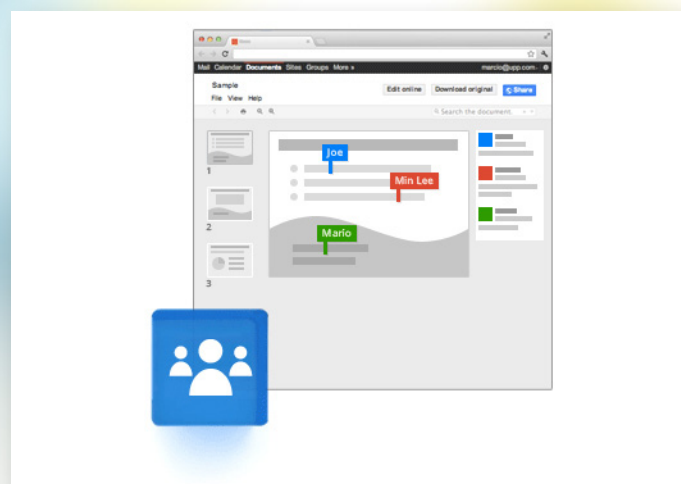 Mail Calendar Documents Sites Groups More »
marcio@upp.com
Sample
File View Help
Edit online
Download original
Share
Search the document.
1
2
3
Joe
Min Lee
Mario